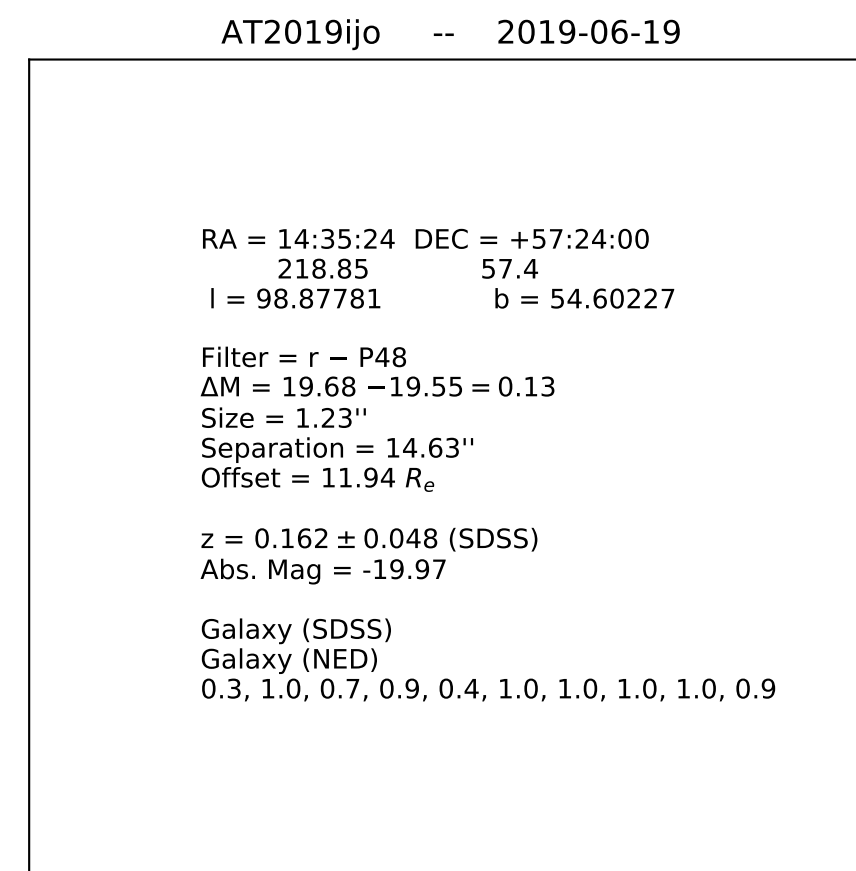 AT2019ijo -- 2019-06-19
RA = 14:35:24 DEC = +57:24:00
218.85 57.4
l = 98.87781 b = 54.60227
Filter = r − P48
ΔM = 19.68 −19.55 = 0.13
Size = 1.23''
Separation = 14.63''
Offset = 11.94 Rₑ
z = 0.162 ± 0.048 (SDSS)
Abs. Mag = -19.97
Galaxy (SDSS)
Galaxy (NED)
0.3, 1.0, 0.7, 0.9, 0.4, 1.0, 1.0, 1.0, 1.0, 0.9